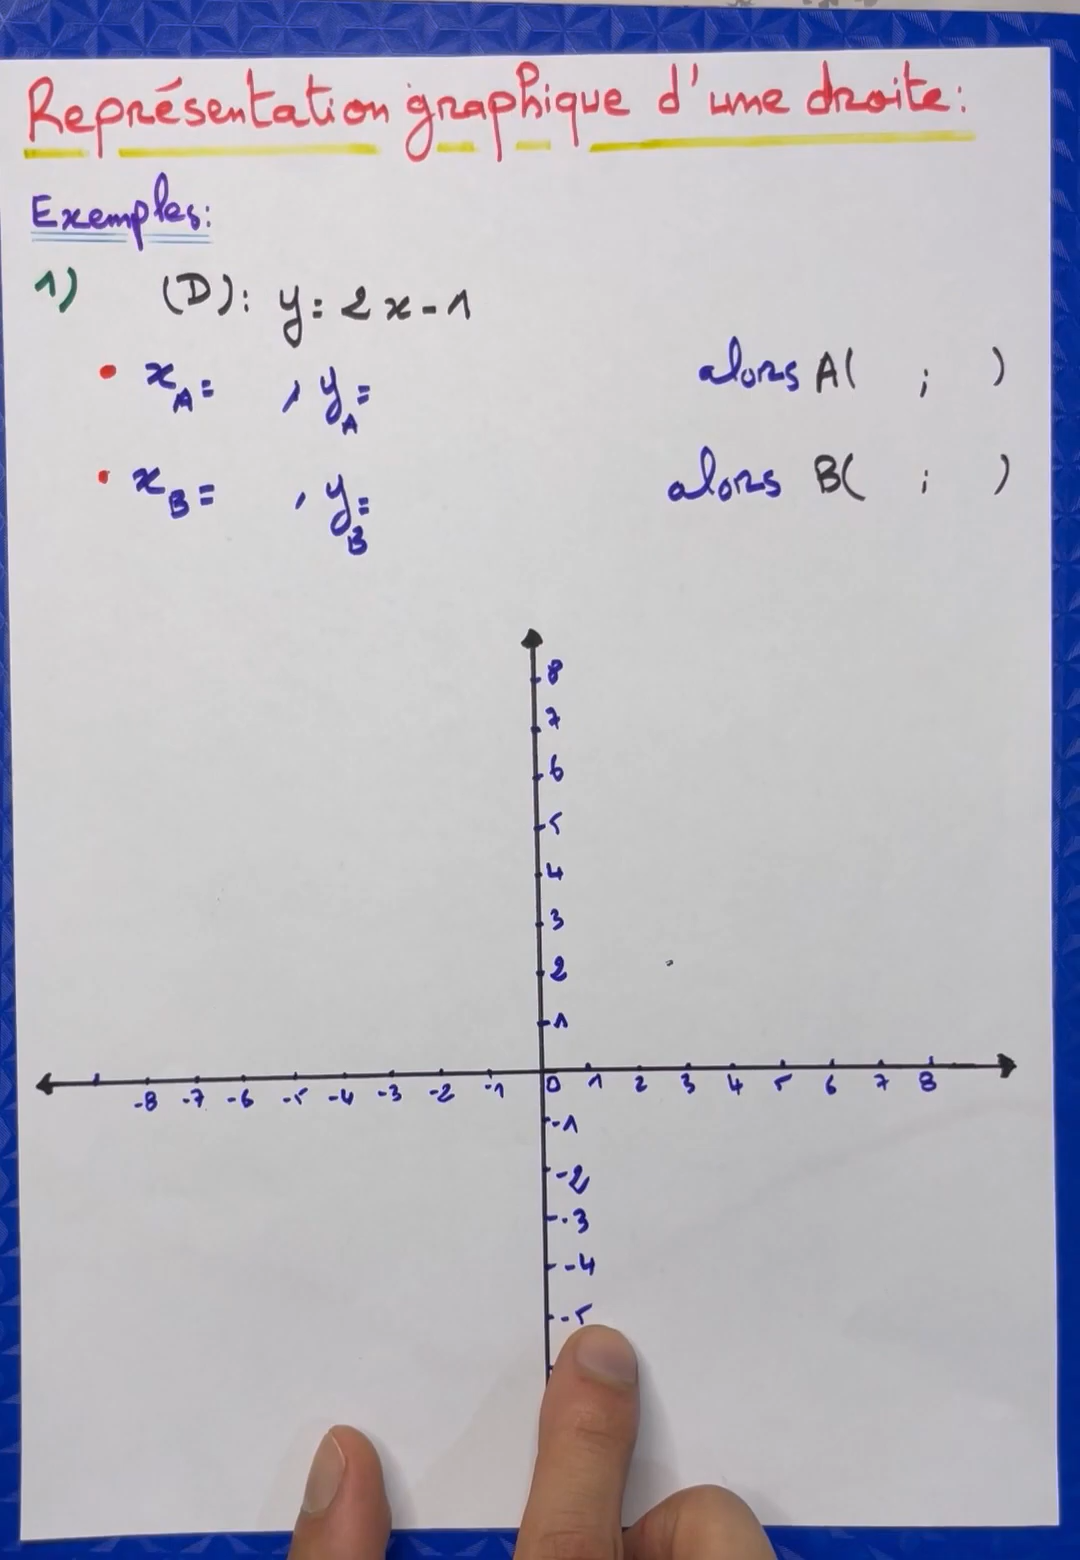 Représentation graphique d'une droite:
Exemples:
1) (D): y = 2x - 1
• x_A = , y_A = alors A( ; )
• x_B = , y_B = alors B( ; )
8
7
6
5
4
3
2
1
-8 -7 -6 -5 -4 -3 -2 -1 0 1 2 3 4 5 6 7 8
-1
-2
-3
-4
-5